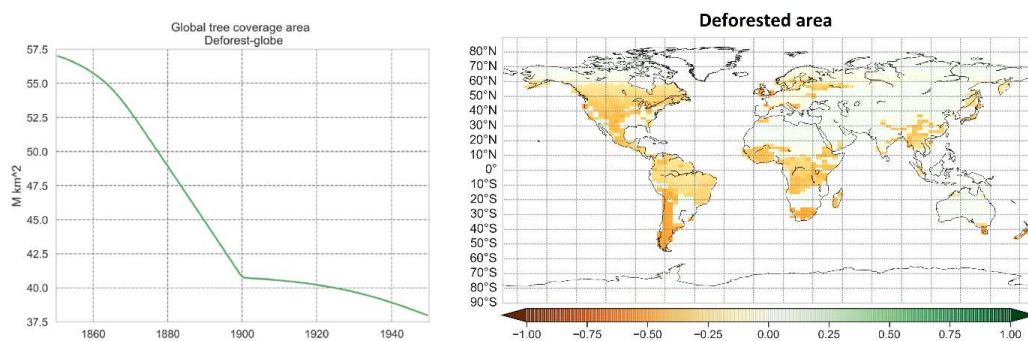 Global tree coverage area
Deforest-globe
57.5
55.0
52.5
50.0
47.5
45.0
42.5
40.0
37.5
M km^2
1860
1880
1900
1920
1940
Deforested area
80°N
70°N
60°N
50°N
40°N
30°N
20°N
10°N
0°
10°S
20°S
30°S
40°S
50°S
60°S
70°S
80°S
90°S
−1.00
−0.75
−0.50
−0.25
0.00
0.25
0.50
0.75
1.00